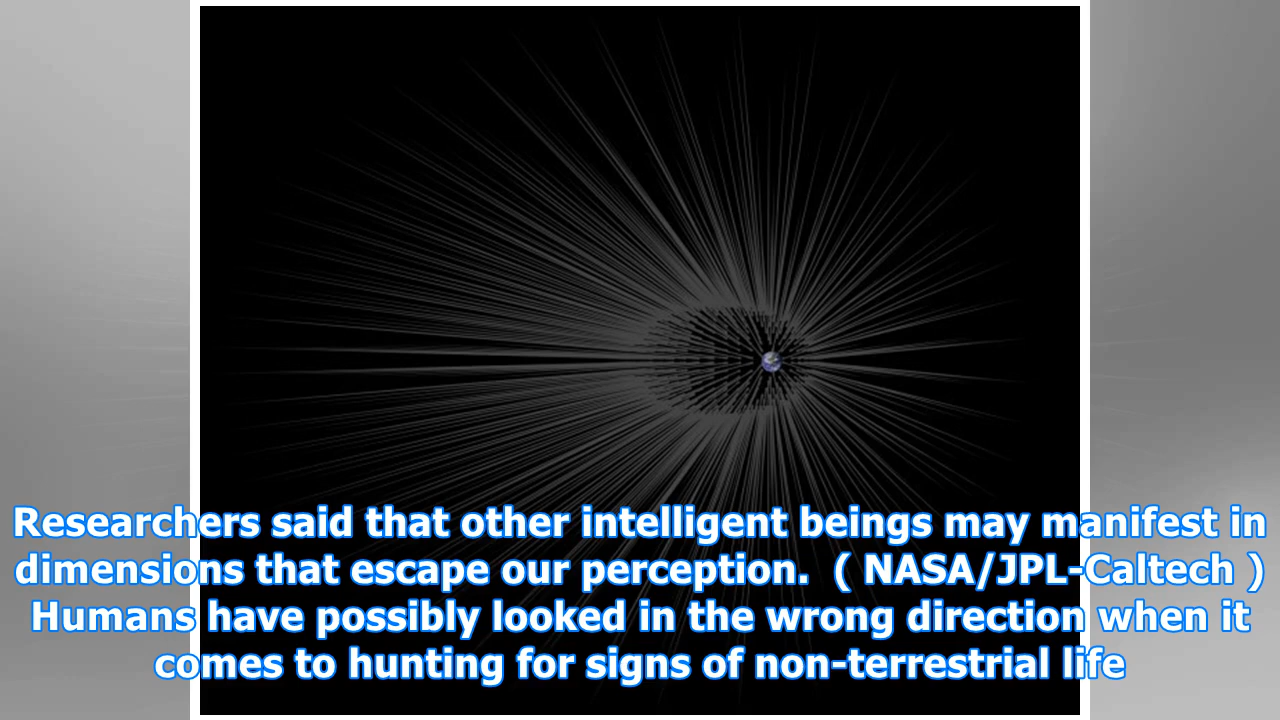 Researchers said that other intelligent beings may manifest in
dimensions that escape our perception.  ( NASA/JPL-Caltech )
Humans have possibly looked in the wrong direction when it
comes to hunting for signs of non-terrestrial life